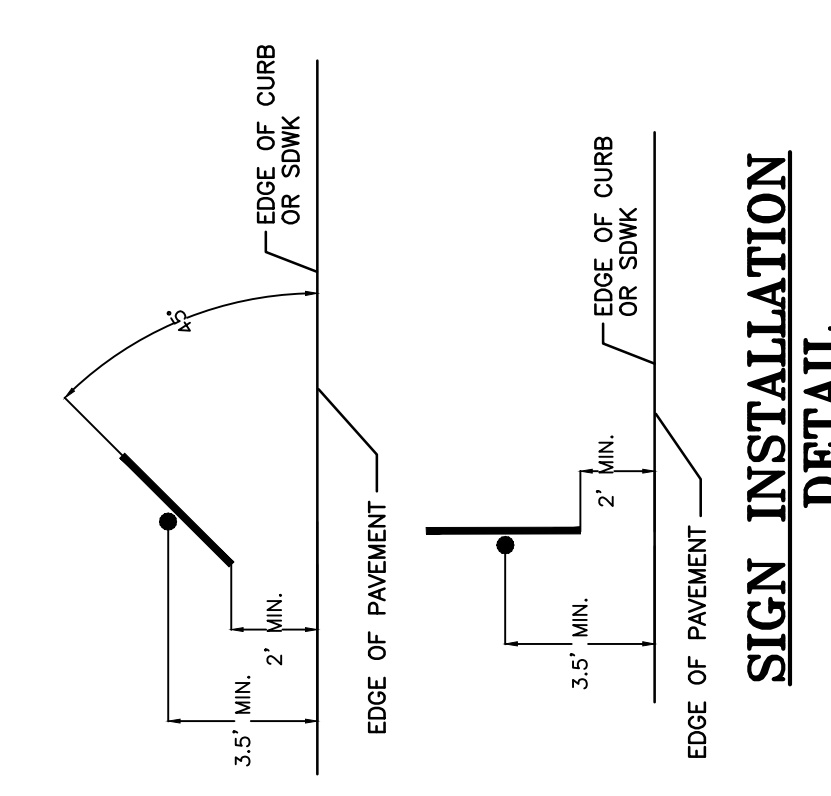 EDGE OF CURB
OR SDWK
45°
2' MIN.
3.5' MIN.
EDGE OF PAVEMENT
EDGE OF CURB
OR SDWK
2' MIN.
3.5' MIN.
EDGE OF PAVEMENT
SIGN INSTALLATION
DETAIL